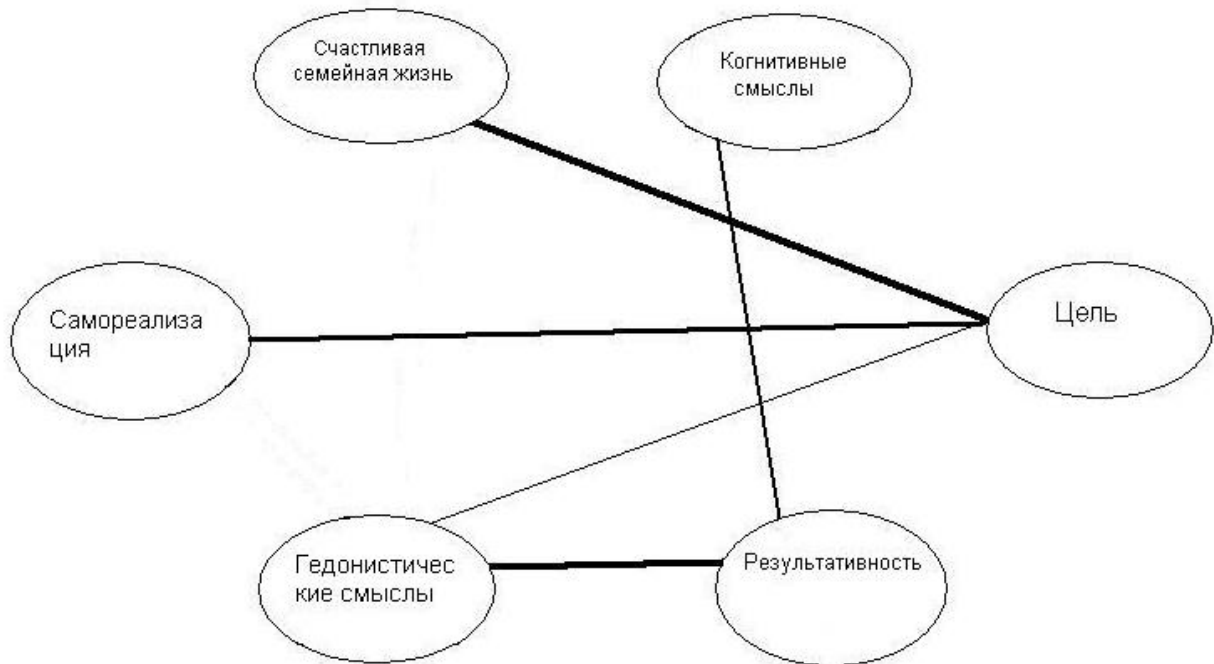 Счастливая
семейная жизнь
Когнитивные
смыслы
Самореализа
ция
Цель
Гедонистичес
кие смыслы
Результативность